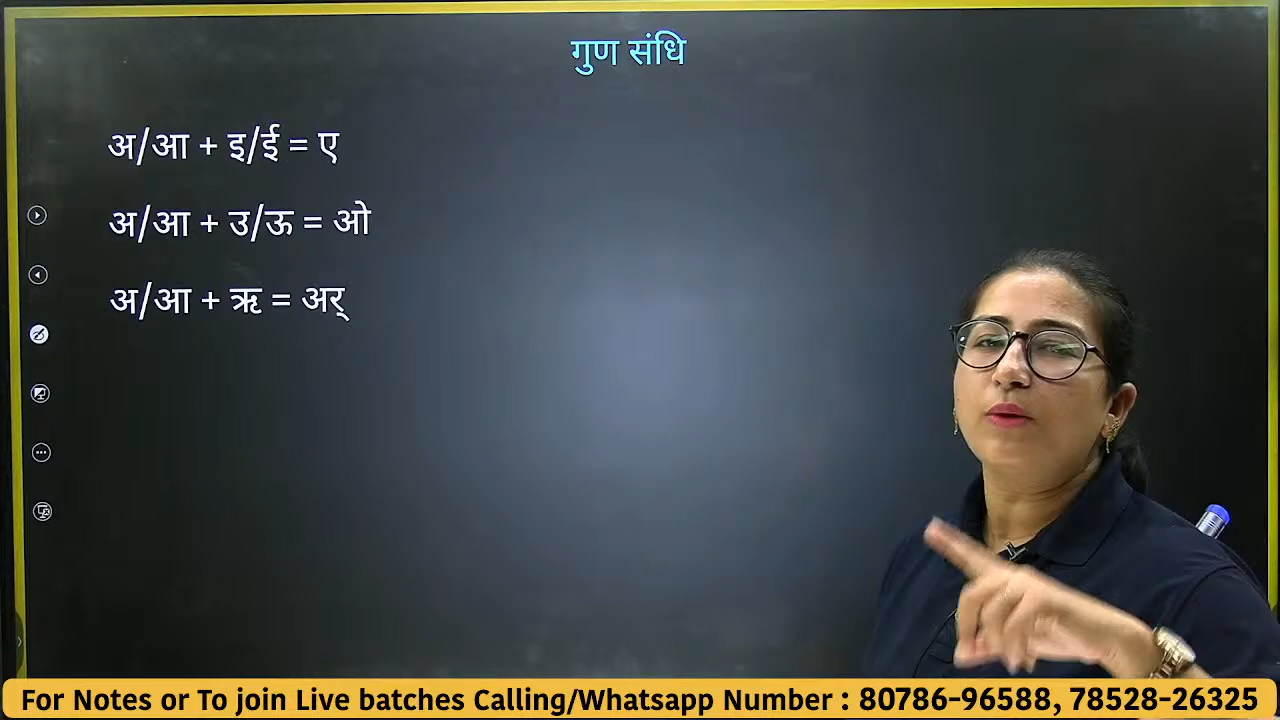 गुण संधि
अ/आ + इ/ई = ए
अ/आ + उ/ऊ = ओ
अ/आ + ऋ = अर्
For Notes or To join Live batches Calling/Whatsapp Number : 80786-96588, 78528-26325